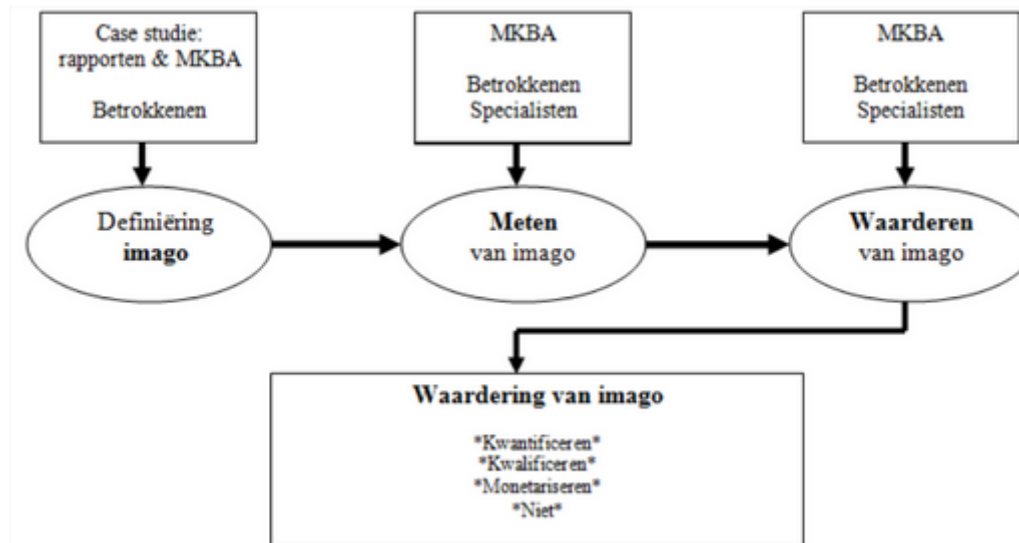 Case studie:
rapporten & MKBA
Betrokkenen
MKBA
Betrokkenen
Specialisten
MKBA
Betrokkenen
Specialisten
Definiëring
imago
Meten
van imago
Waarderen
van imago
Waardering van imago
*Kwantificeren*
*Kwalificeren*
*Monetariseren*
*Niet*